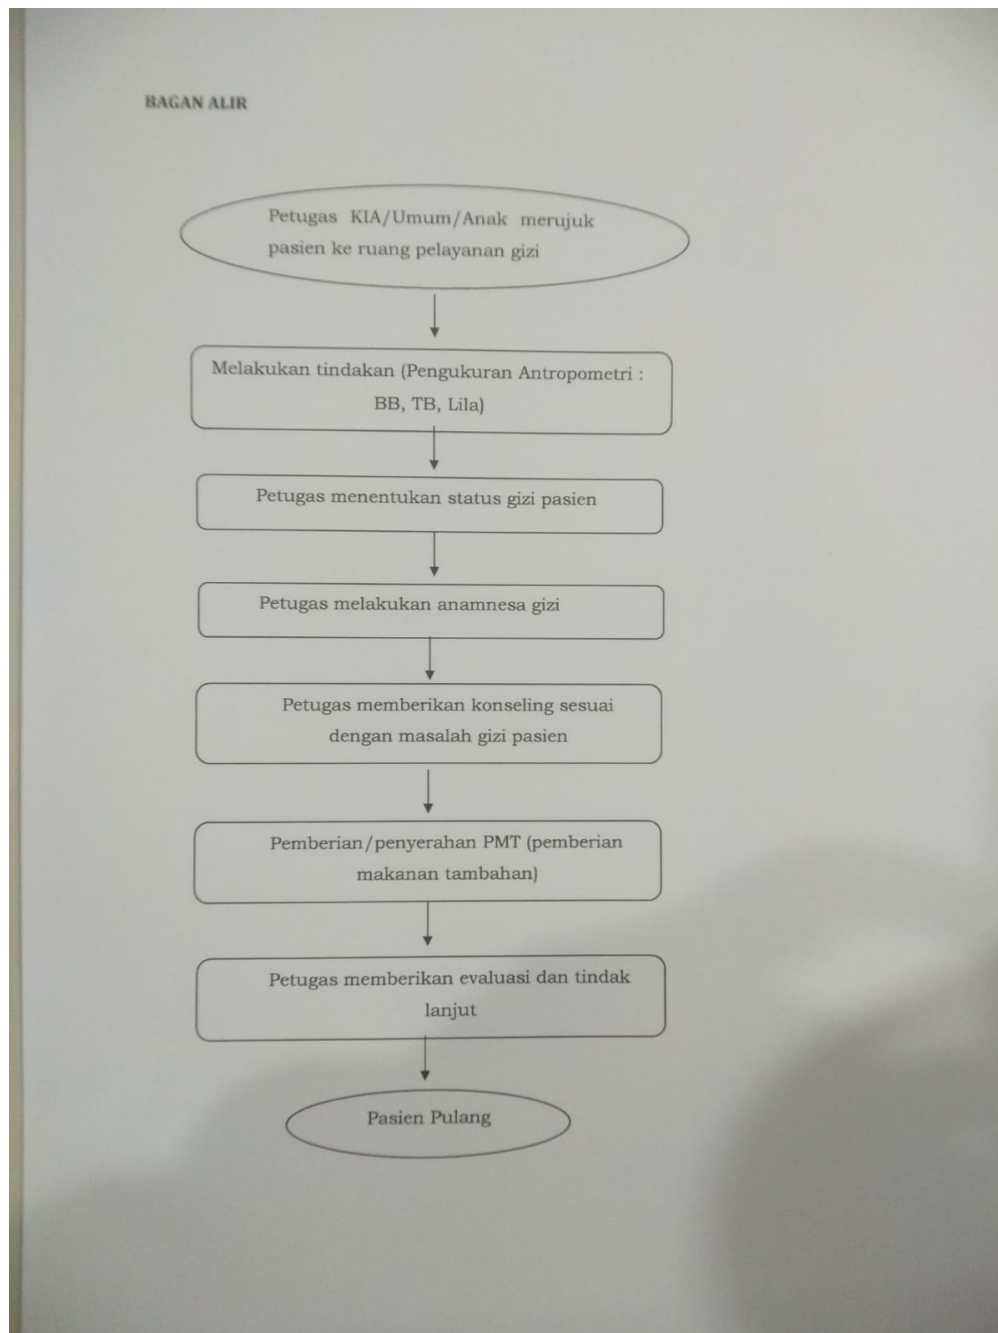 BAGAN ALIR
Petugas KIA/Umum/Anak merujuk
pasien ke ruang pelayanan gizi
Melakukan tindakan (Pengukuran Antropometri :
BB, TB, Lila)
Petugas menentukan status gizi pasien
Petugas melakukan anamnesa gizi
Petugas memberikan konseling sesuai
dengan masalah gizi pasien
Pemberian/penyerahan PMT (pemberian
makanan tambahan)
Petugas memberikan evaluasi dan tindak
lanjut
Pasien Pulang